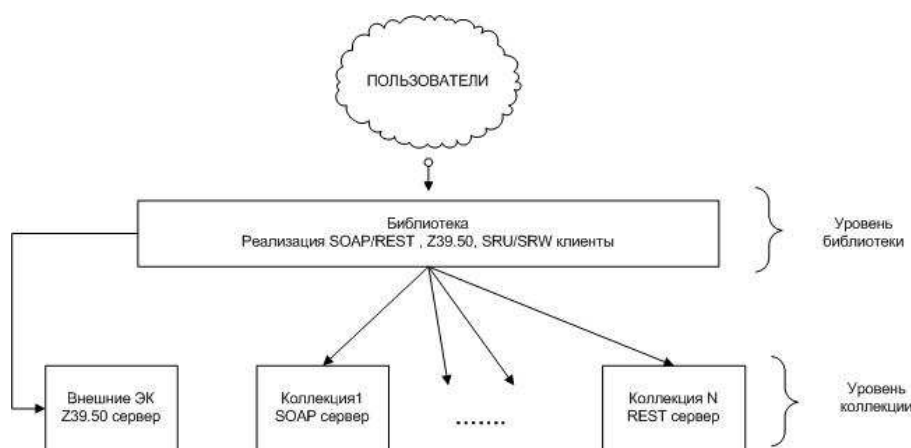 ПОЛЬЗОВАТЕЛИ
Библиотека
Реализация SOAP/REST , Z39.50, SRU/SRW клиенты
Уровень
библиотеки
Внешние ЭК
Z39.50 сервер
Коллекция1
SOAP сервер
.......
Коллекция N
REST сервер
Уровень
коллекции